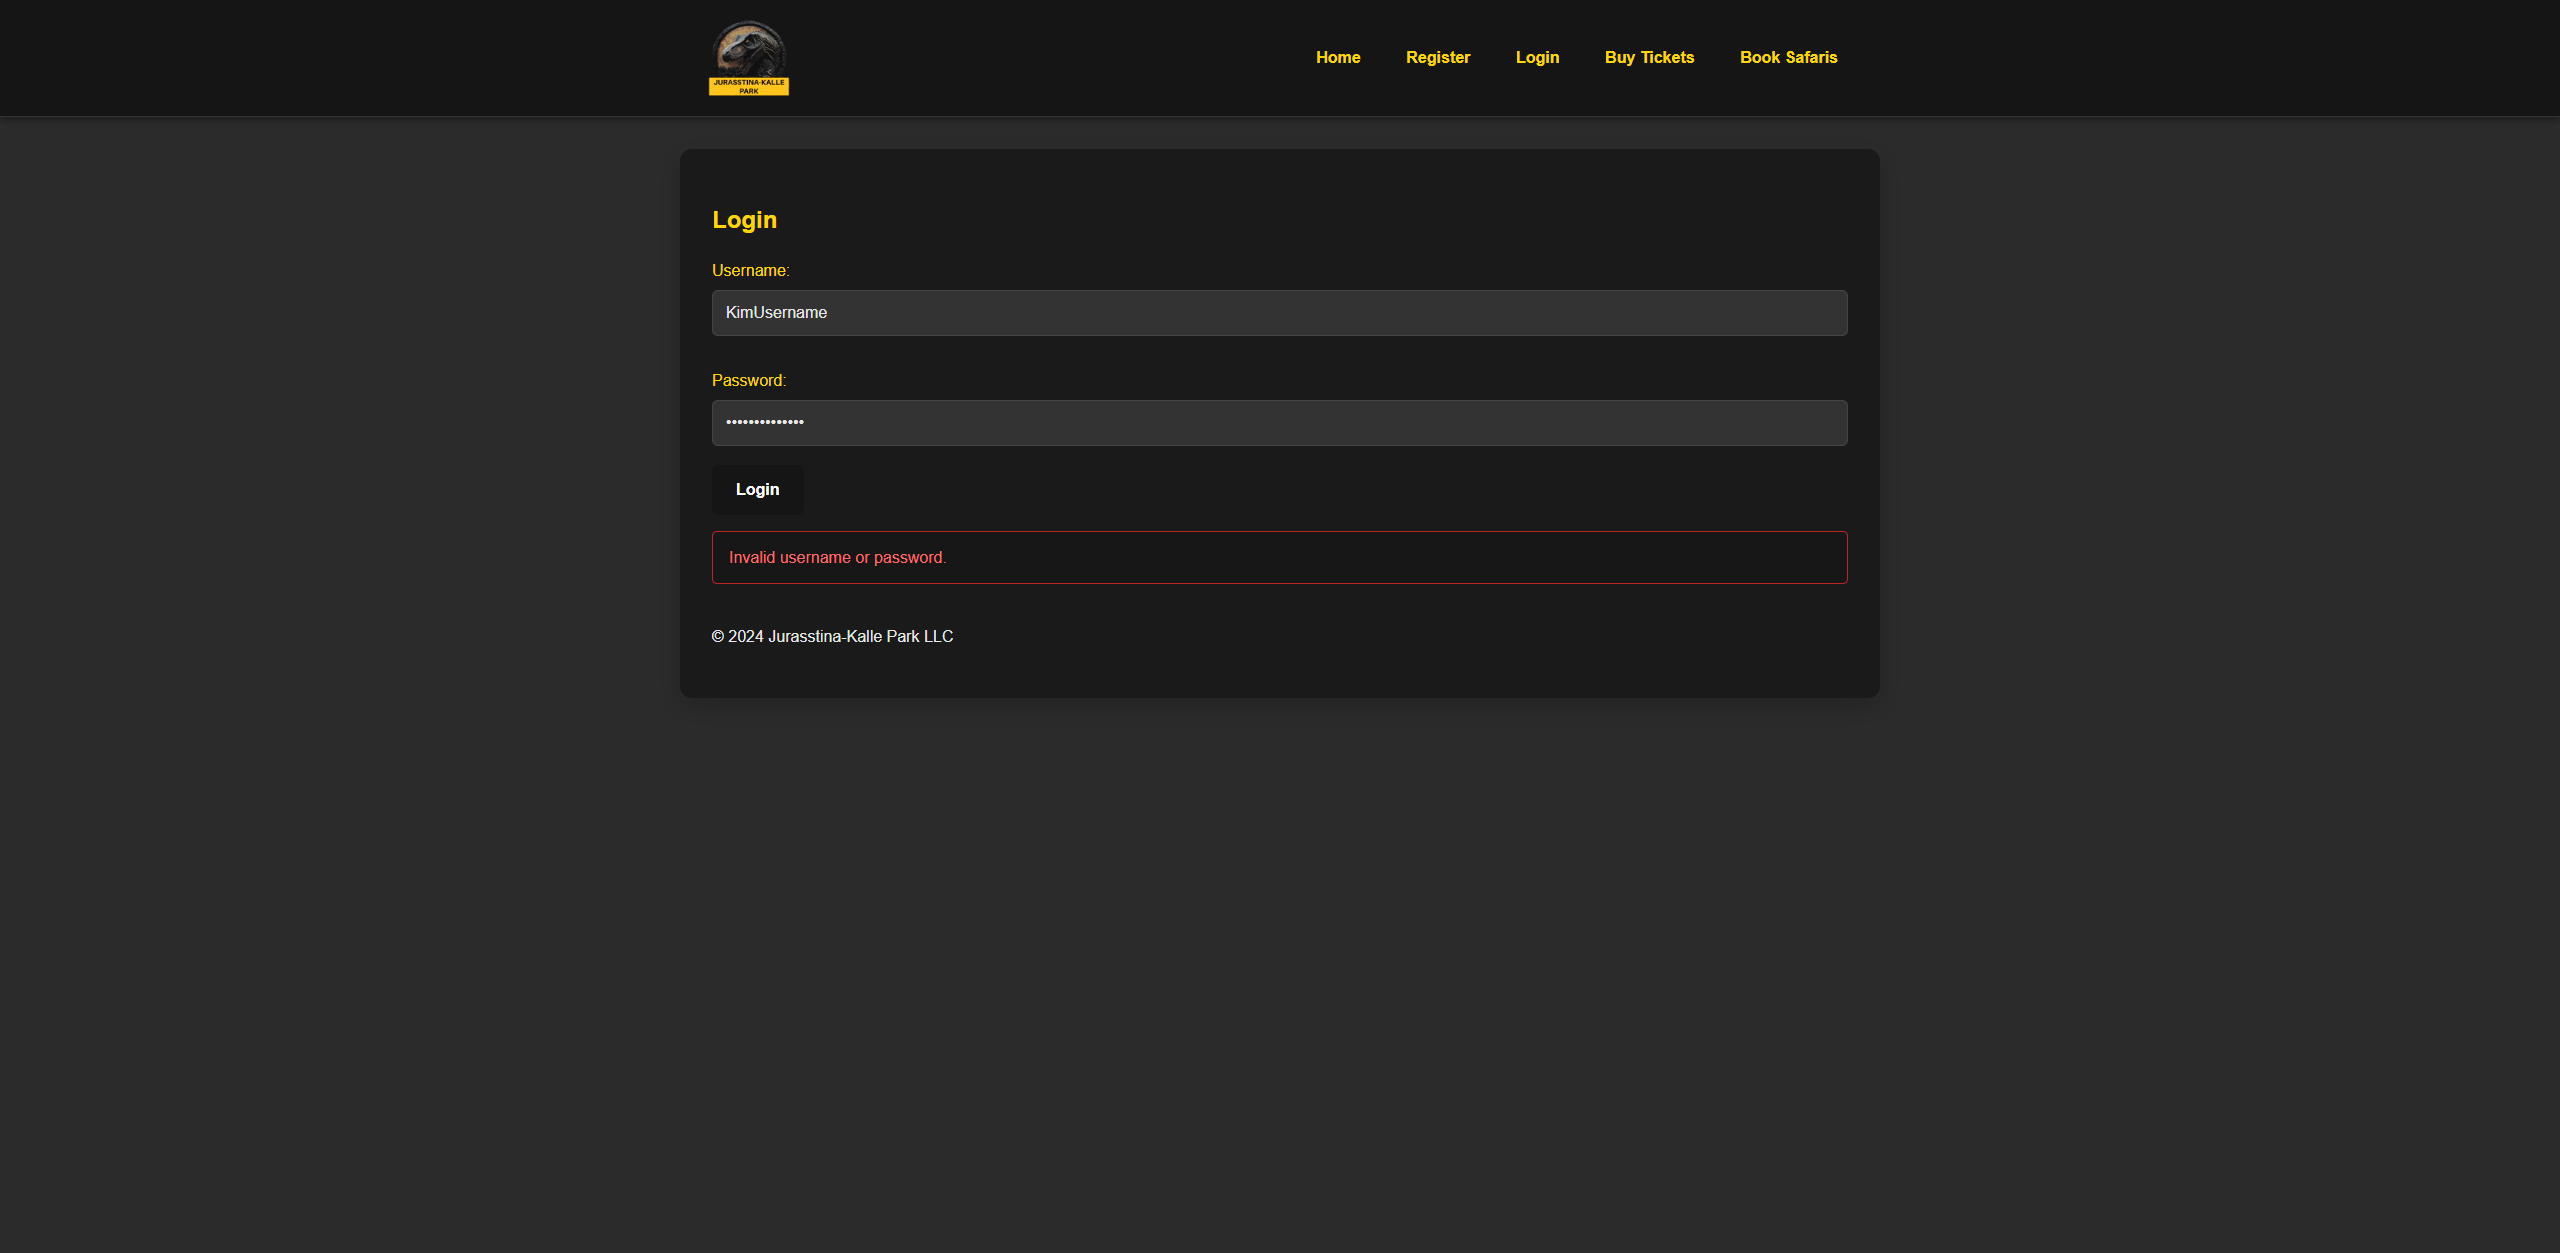 JURASSTINA-KALLE
PARK
Home Register Login Buy Tickets Book Safaris
Login
Username:
KimUsername
Password:
••••••••••••••
Login
Invalid username or password.
© 2024 Jurasstina-Kalle Park LLC